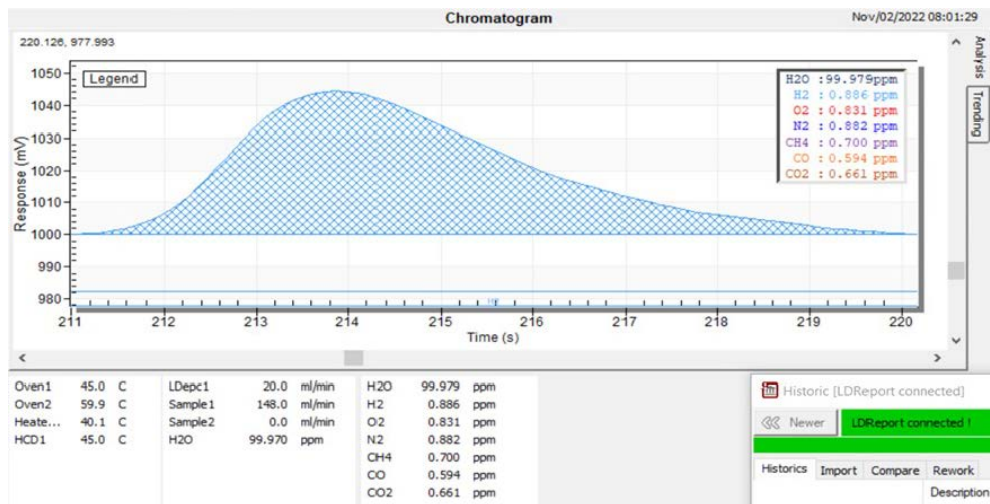 Chromatogram
Nov/02/2022 08:01:29
220.126, 977.993
Analysis
Trending
Legend
H2O :99.979ppm
H2 : 0.886 ppm
O2 : 0.831 ppm
N2 : 0.882 ppm
CH4 : 0.700 ppm
CO : 0.594 ppm
CO2 : 0.661 ppm
Response (mV)
1050
1040
1030
1020
1010
1000
990
980
211 212 213 214 215 216 217 218 219 220
Time (s)
Oven1 45.0 C LDepc1 20.0 ml/min H2O 99.979 ppm
Oven2 59.9 C Sample1 148.0 ml/min H2 0.886 ppm
Heate... 40.1 C Sample2 0.0 ml/min O2 0.831 ppm
HCD1 45.0 C H2O 99.970 ppm N2 0.882 ppm
CH4 0.700 ppm
CO 0.594 ppm
CO2 0.661 ppm
Historic [LDReport connected]
Newer LDReport connected !
Historics Import Compare Rework
Description